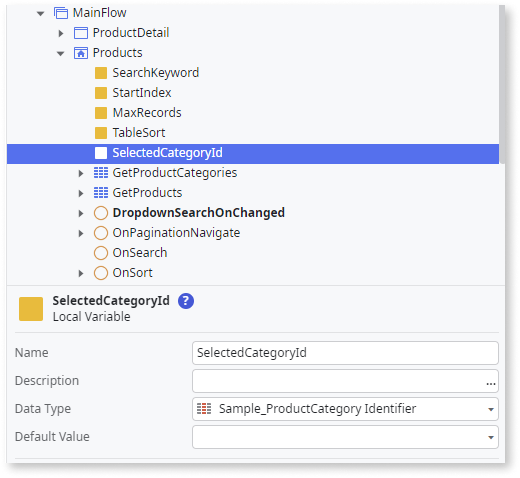 MainFlow
ProductDetail
Products
SearchKeyword
StartIndex
MaxRecords
TableSort
SelectedCategoryId
GetProductCategories
GetProducts
DropdownSearchOnChanged
OnPaginationNavigate
OnSearch
OnSort
SelectedCategoryId ?
Local Variable
Name SelectedCategoryId
Description ...
Data Type Sample_ProductCategory Identifier
Default Value